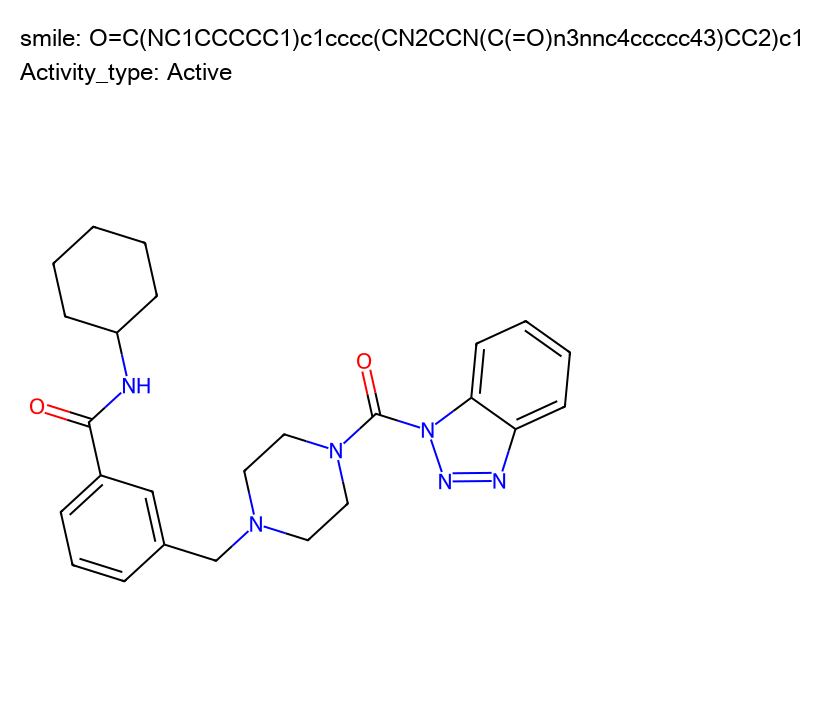 smile: O=C(NC1CCCCC1)c1cccc(CN2CCN(C(=O)n3nnc4ccccc43)CC2)c1
Activity_type: Active
O
NH
O
N
N
N
N
N